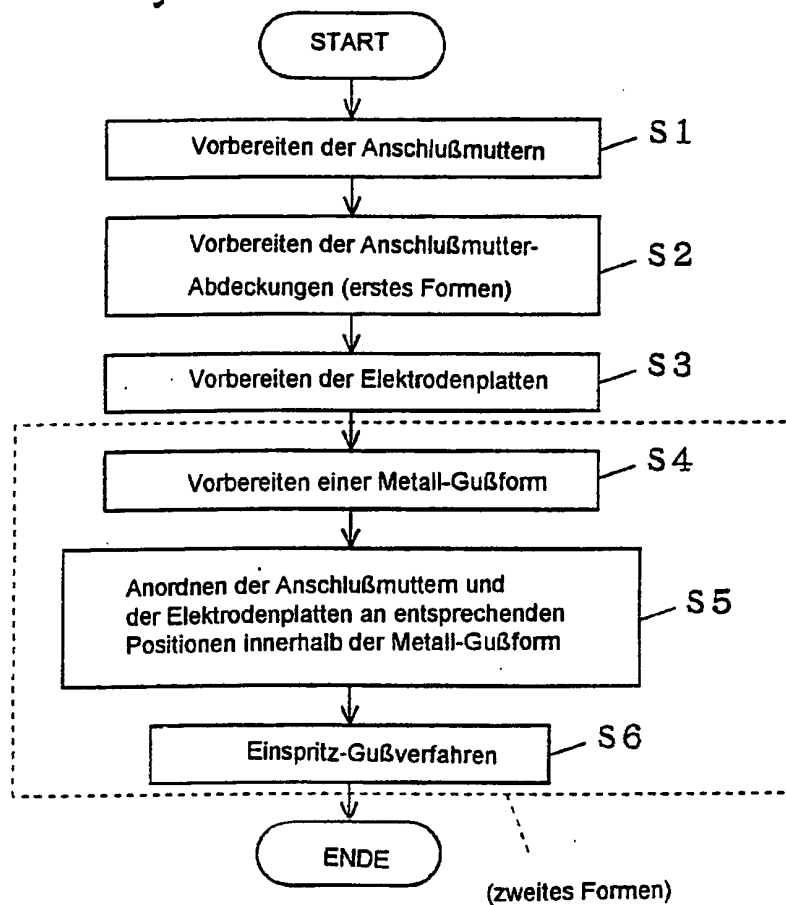 START
Vorbereiten der Anschlußmuttern
S1
Vorbereiten der Anschlußmutter-
Abdeckungen (erstes Formen)
S2
Vorbereiten der Elektrodenplatten
S3
Vorbereiten einer Metall-Gußform
S4
Anordnen der Anschlußmuttern und
der Elektrodenplatten an entsprechenden
Positionen innerhalb der Metall-Gußform
S5
Einspritz-Gußverfahren
S6
ENDE
(zweites Formen)